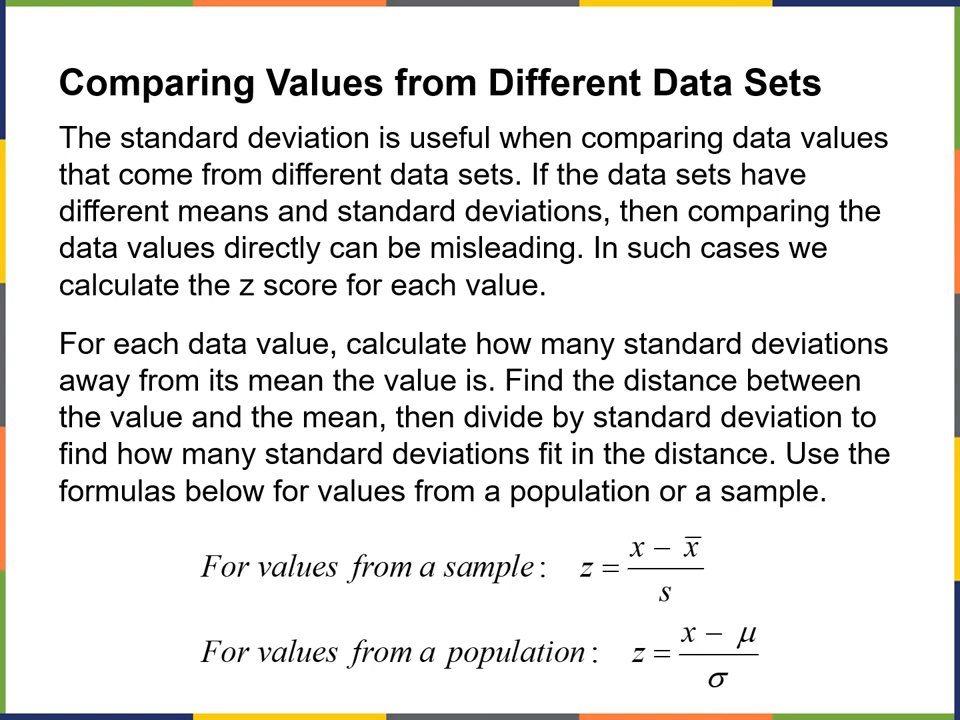 Comparing Values from Different Data Sets
The standard deviation is useful when comparing data values
that come from different data sets. If the data sets have
different means and standard deviations, then comparing the
data values directly can be misleading. In such cases we
calculate the z score for each value.
For each data value, calculate how many standard deviations
away from its mean the value is. Find the distance between
the value and the mean, then divide by standard deviation to
find how many standard deviations fit in the distance. Use the
formulas below for values from a population or a sample.
For values from a sample: z = (x − x̅) / s
For values from a population: z = (x − μ) / σ